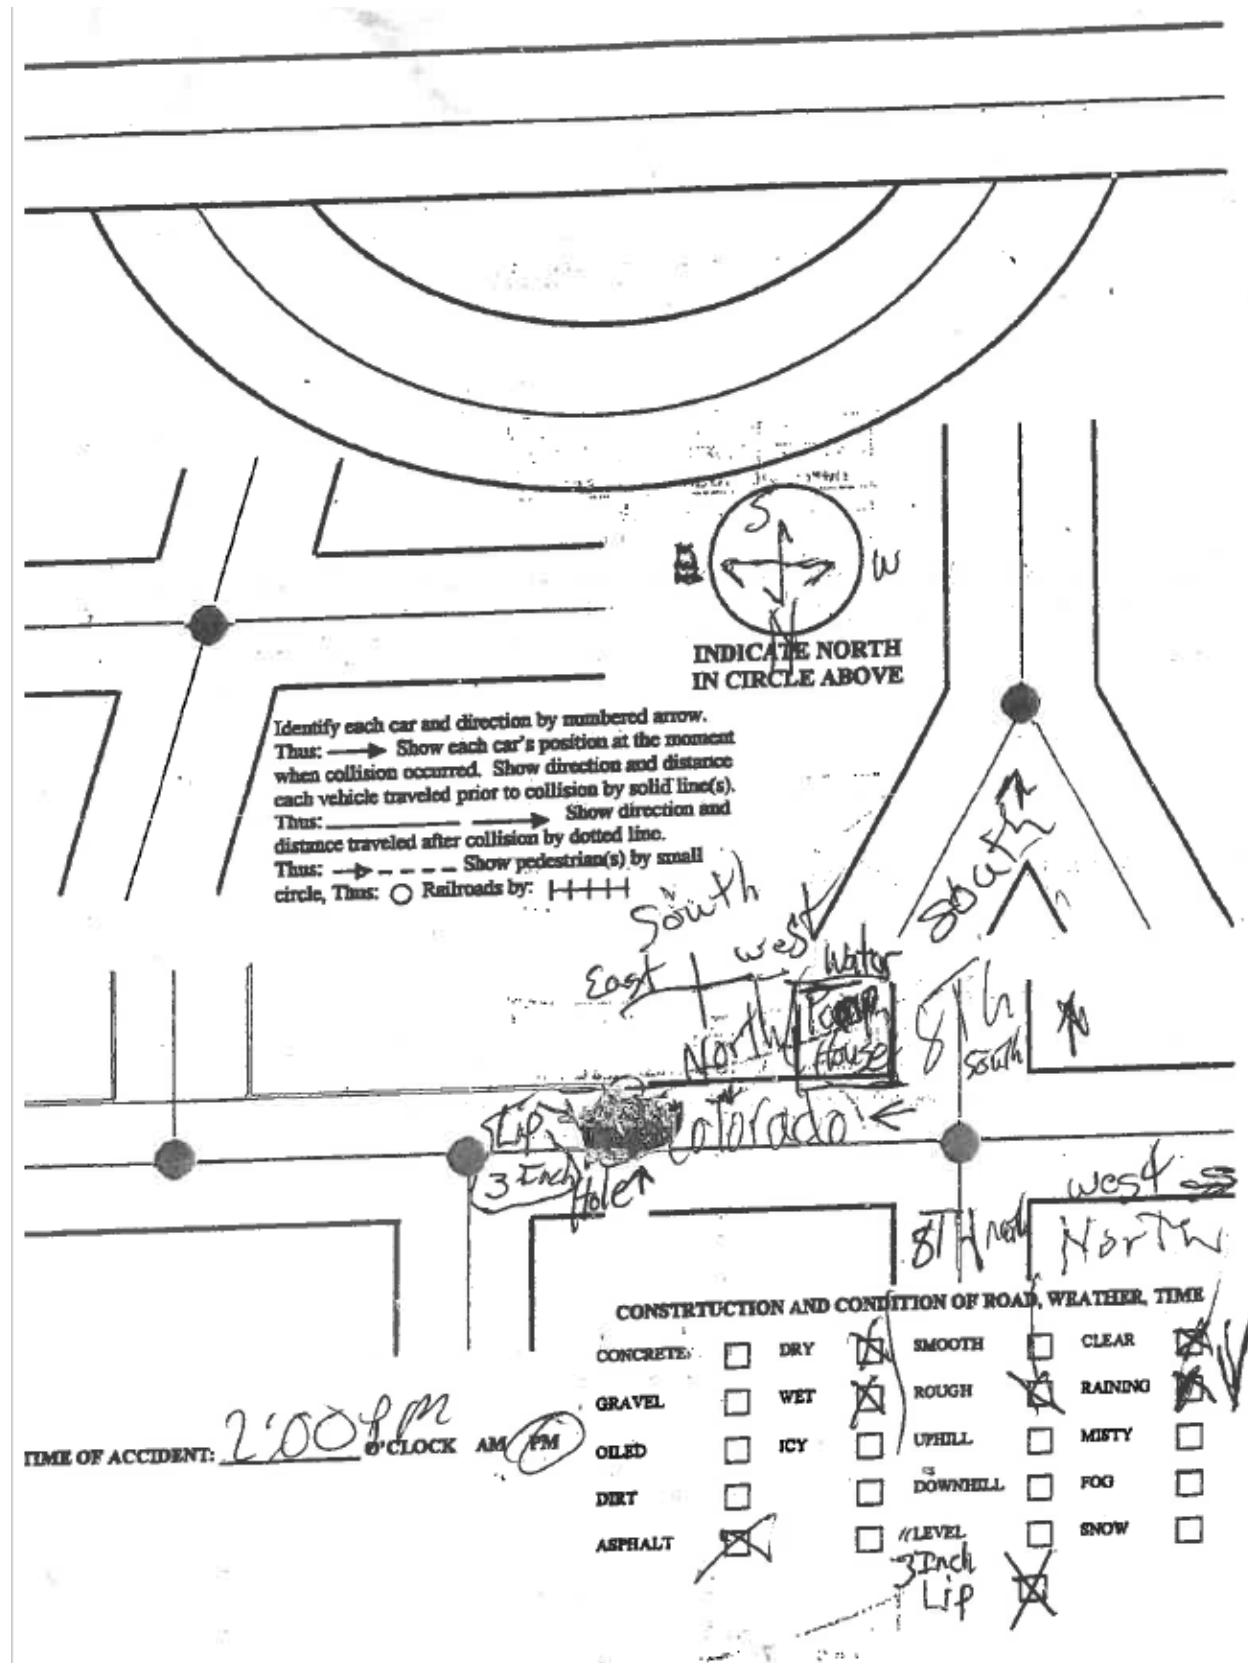 S
W
N
INDICATE NORTH
IN CIRCLE ABOVE
Identify each car and direction by numbered arrow.
Thus: Show each car's position at the moment
when collision occurred. Show direction and distance
each vehicle traveled prior to collision by solid line(s).
Thus: Show direction and
distance traveled after collision by dotted line.
Thus: Show pedestrian(s) by small
circle, Thus: Railroads by:
South
South
East west Water
North Pomp House
8Th
South
Lip Colorado
3 Inch
Hole
west
8TH North
North
CONSTRTUCTION AND CONDITION OF ROAD, WEATHER, TIME
CONCRETE DRY SMOOTH CLEAR
GRAVEL WET ROUGH RAINING
TIME OF ACCIDENT: 2:00 PM O'CLOCK AM PM
OILED ICY UPHILL MISTY
DIRT DOWNHILL FOG
ASPHALT LEVEL SNOW
3 Inch
Lip